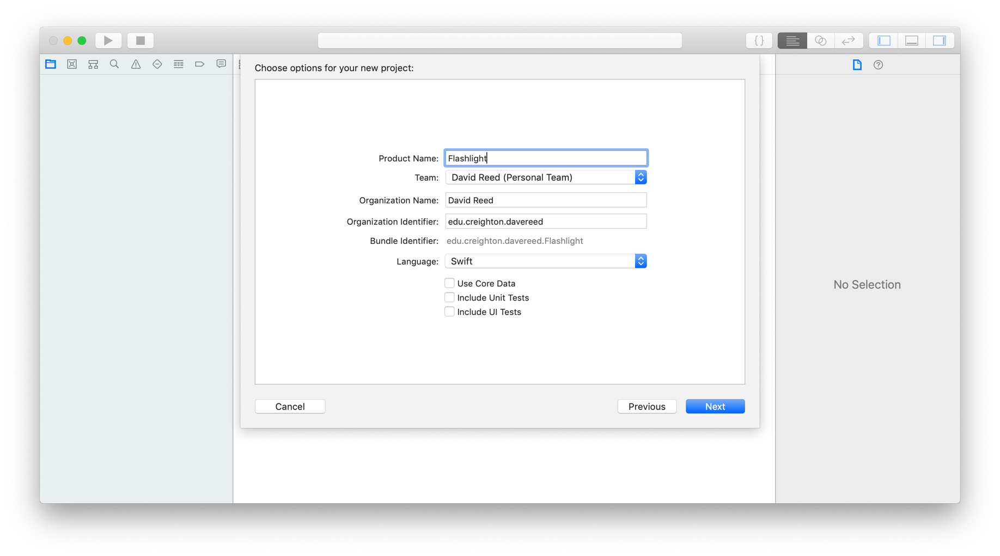 { }
Choose options for your new project:
Product Name: Flashlight
Team: David Reed (Personal Team)
Organization Name: David Reed
Organization Identifier: edu.creighton.davereed
Bundle Identifier: edu.creighton.davereed.Flashlight
Language: Swift
Use Core Data
Include Unit Tests
Include UI Tests
No Selection
Cancel
Previous
Next